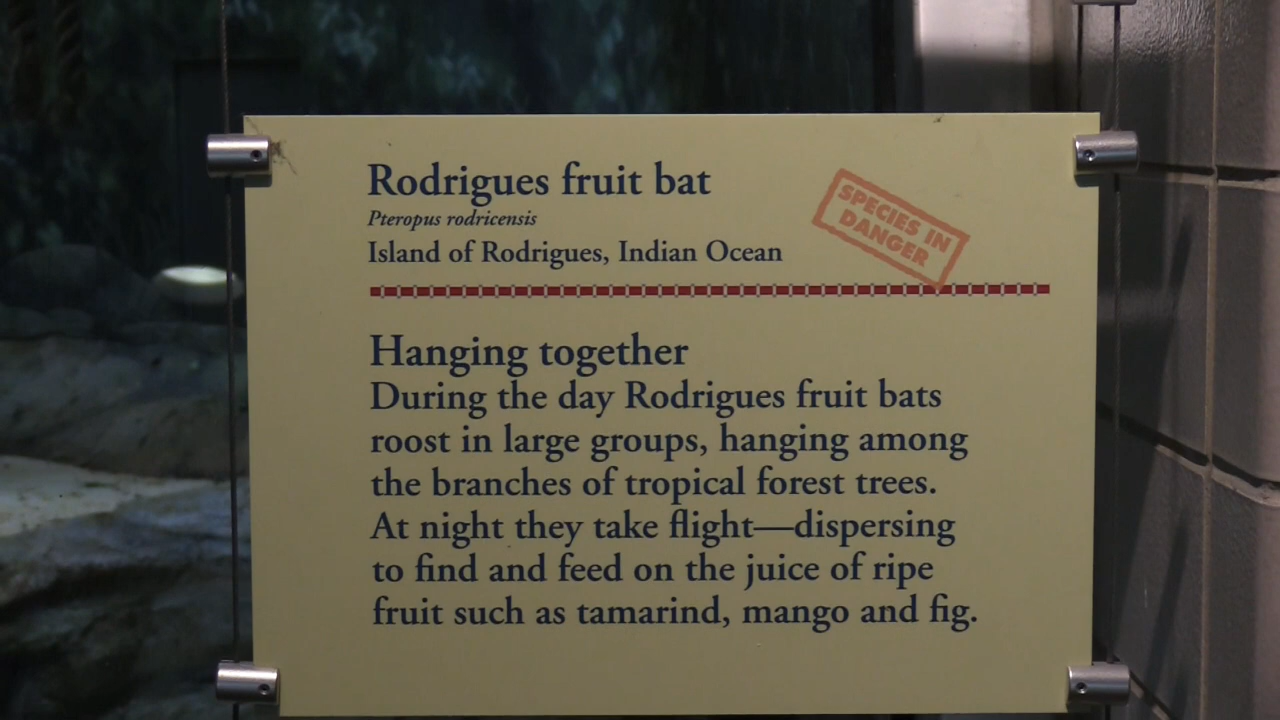 Rodrigues fruit bat
Pteropus rodricensis
Island of Rodrigues, Indian Ocean
SPECIES IN
DANGER
Hanging together
During the day Rodrigues fruit bats
roost in large groups, hanging among
the branches of tropical forest trees.
At night they take flight—dispersing
to find and feed on the juice of ripe
fruit such as tamarind, mango and fig.